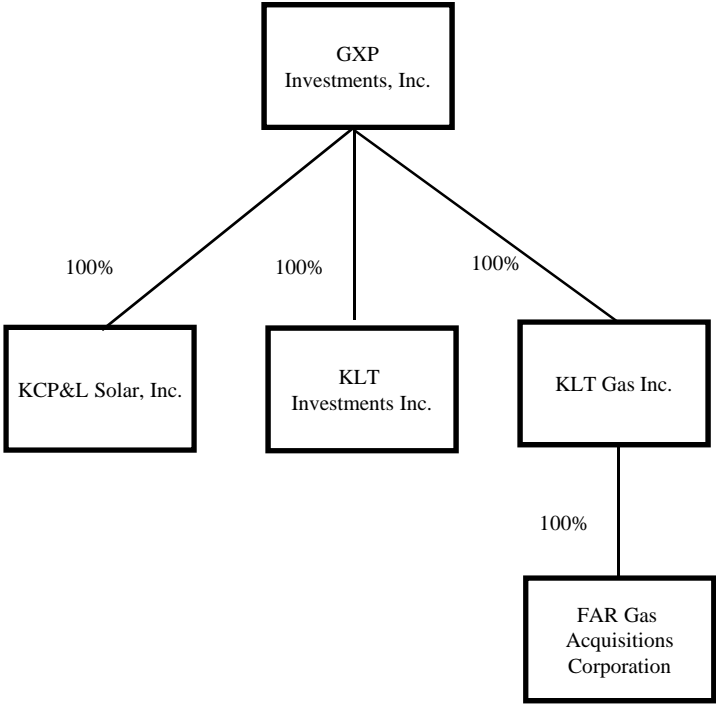 GXP
Investments, Inc.
100%
100%
100%
KCP&L Solar, Inc.
KLT
Investments Inc.
KLT Gas Inc.
100%
FAR Gas
Acquisitions
Corporation